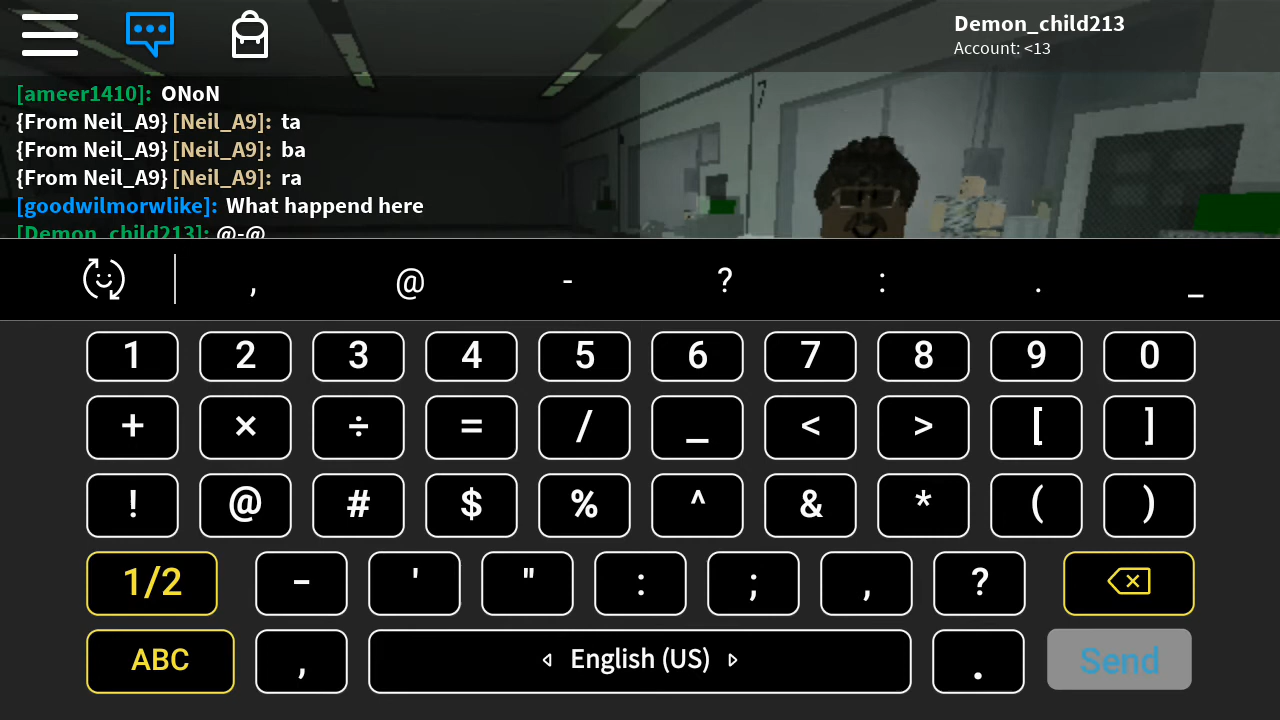 Demon_child213
Account: <13
[ameer1410]: ONoN
{From Neil_A9} [Neil_A9]: ta
{From Neil_A9} [Neil_A9]: ba
{From Neil_A9} [Neil_A9]: ra
[goodwilmorwlike]: What happend here
[Demon_child213]: @-@
, @ - ? : . _
1 2 3 4 5 6 7 8 9 0
+ × ÷ = / _ < > [ ]
! @ # $ % ^ & * ( )
1/2 - ' " : ; , ?
ABC , English (US) . Send